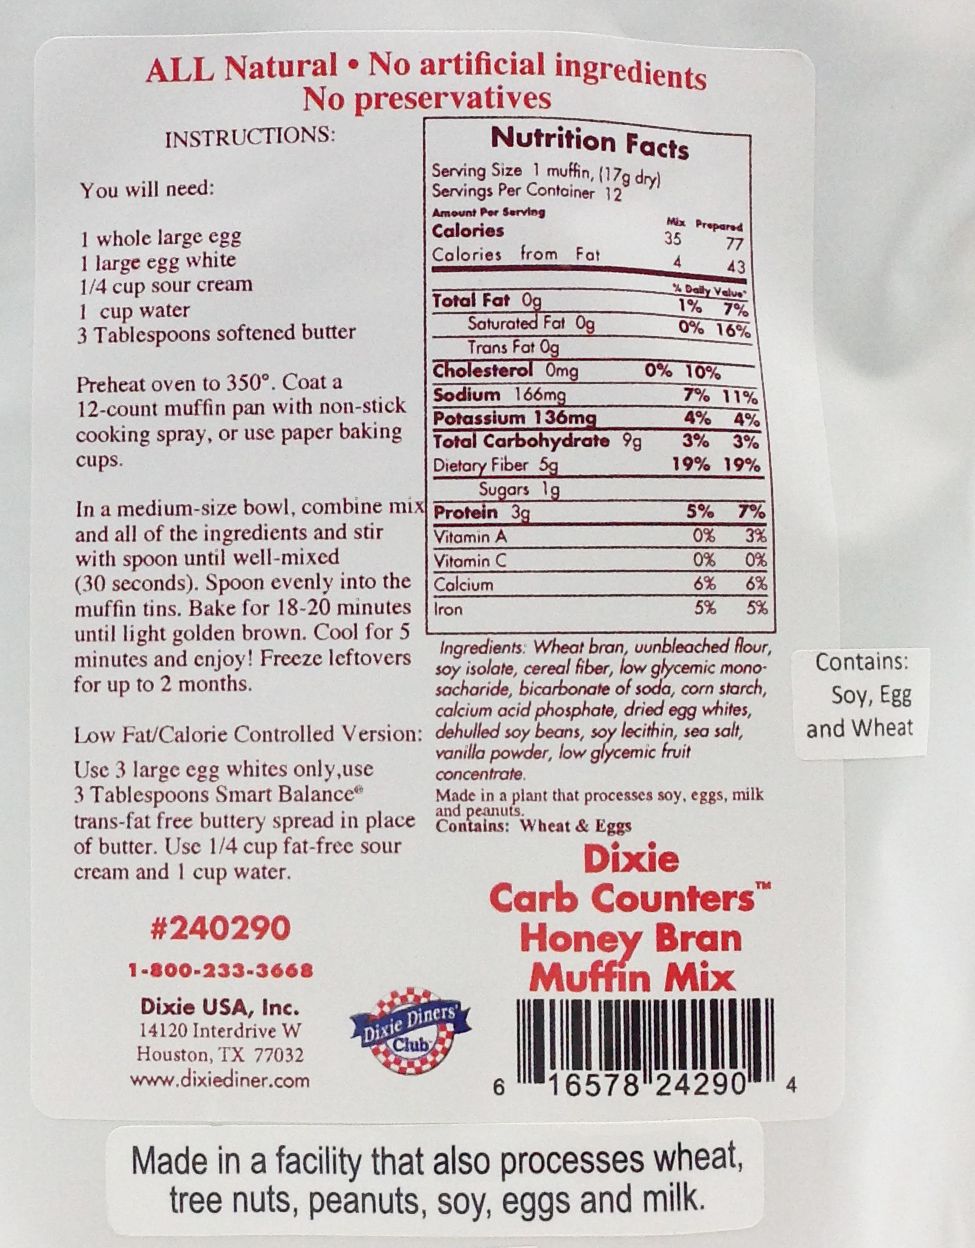 ALL Natural • No artificial ingredients
No preservatives
INSTRUCTIONS:
You will need:
1 whole large egg
1 large egg white
1/4 cup sour cream
1 cup water
3 Tablespoons softened butter
Preheat oven to 350°. Coat a
12-count muffin pan with non-stick
cooking spray, or use paper baking
cups.
In a medium-size bowl, combine mix
and all of the ingredients and stir
with spoon until well-mixed
(30 seconds). Spoon evenly into the
muffin tins. Bake for 18-20 minutes
until light golden brown. Cool for 5
minutes and enjoy! Freeze leftovers
for up to 2 months.
Low Fat/Calorie Controlled Version:
Use 3 large egg whites only,use
3 Tablespoons Smart Balance®
trans-fat free buttery spread in place
of butter. Use 1/4 cup fat-free sour
cream and 1 cup water.
#240290
1-800-233-3668
Dixie USA, Inc.
14120 Interdrive W
Houston, TX 77032
www.dixiediner.com
Dixie Diners'
Club
Nutrition Facts
Serving Size 1 muffin, (17g dry)
Servings Per Container 12
Amount Per Serving
Mix Prepared
Calories 35 77
Calories from Fat 4 43
% Daily Value*
Total Fat 0g 1% 7%
Saturated Fat 0g 0% 16%
Trans Fat 0g
Cholesterol 0mg 0% 10%
Sodium 166mg 7% 11%
Potassium 136mg 4% 4%
Total Carbohydrate 9g 3% 3%
Dietary Fiber 5g 19% 19%
Sugars 1g
Protein 3g 5% 7%
Vitamin A 0% 3%
Vitamin C 0% 0%
Calcium 6% 6%
Iron 5% 5%
Ingredients: Wheat bran, uunbleached flour,
soy isolate, cereal fiber, low glycemic mono-
sacharide, bicarbonate of soda, corn starch,
calcium acid phosphate, dried egg whites,
dehulled soy beans, soy lecithin, sea salt,
vanilla powder, low glycemic fruit
concentrate.
Made in a plant that processes soy, eggs, milk
and peanuts.
Contains: Wheat & Eggs
Dixie
Carb Counters™
Honey Bran
Muffin Mix
6 16578 24290 4
Contains:
Soy, Egg
and Wheat
Made in a facility that also processes wheat,
tree nuts, peanuts, soy, eggs and milk.